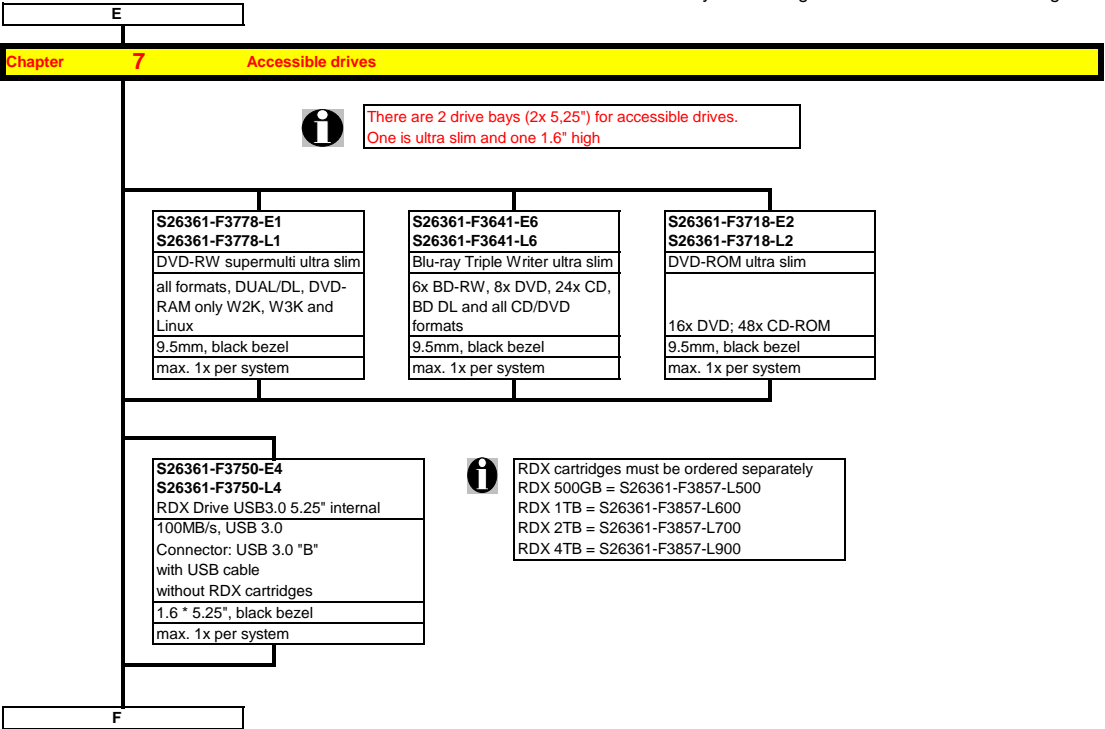 E
Chapter 7 Accessible drives
There are 2 drive bays (2x 5,25") for accessible drives.
One is ultra slim and one 1.6" high
S26361-F3778-E1
S26361-F3778-L1
DVD-RW supermulti ultra slim
all formats, DUAL/DL, DVD-
RAM only W2K, W3K and
Linux
9.5mm, black bezel
max. 1x per system
S26361-F3641-E6
S26361-F3641-L6
Blu-ray Triple Writer ultra slim
6x BD-RW, 8x DVD, 24x CD,
BD DL and all CD/DVD
formats
9.5mm, black bezel
max. 1x per system
S26361-F3718-E2
S26361-F3718-L2
DVD-ROM ultra slim
16x DVD; 48x CD-ROM
9.5mm, black bezel
max. 1x per system
S26361-F3750-E4
S26361-F3750-L4
RDX Drive USB3.0 5.25" internal
100MB/s, USB 3.0
Connector: USB 3.0 "B"
with USB cable
without RDX cartridges
1.6 * 5.25", black bezel
max. 1x per system
RDX cartridges must be ordered separately
RDX 500GB = S26361-F3857-L500
RDX 1TB = S26361-F3857-L600
RDX 2TB = S26361-F3857-L700
RDX 4TB = S26361-F3857-L900
F